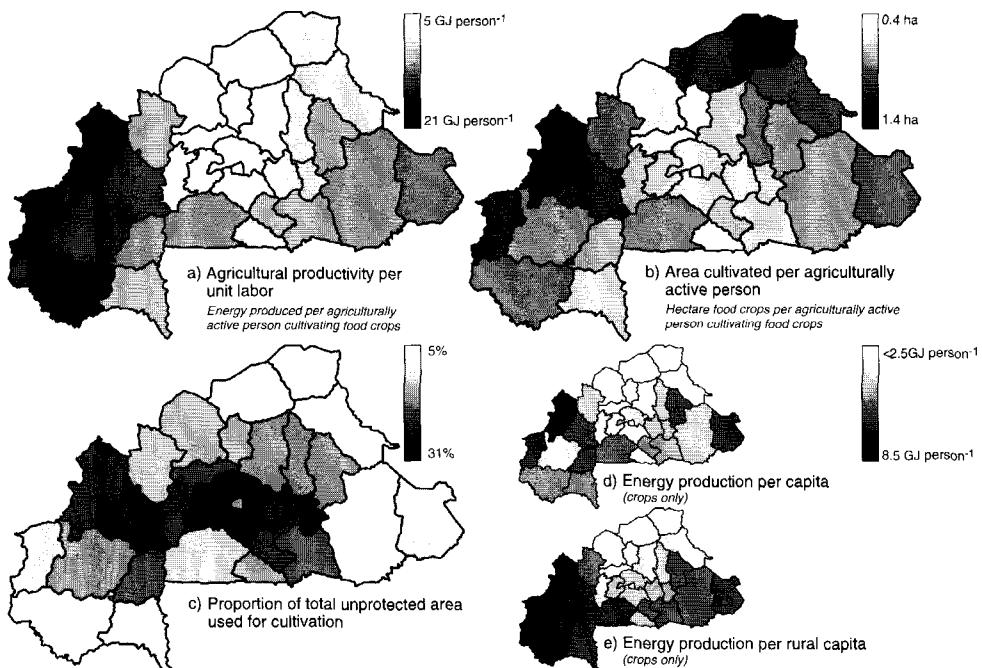 5 GJ person-1
21 GJ person-1
a) Agricultural productivity per
unit labor
Energy produced per agriculturally
active person cultivating food crops
0.4 ha
1.4 ha
b) Area cultivated per agriculturally
active person
Hectare food crops per agriculturally active
person cultivating food crops
5%
31%
c) Proportion of total unprotected area
used for cultivation
<2.5GJ person-1
8.5 GJ person-1
d) Energy production per capita
(crops only)
e) Energy production per rural capita
(crops only)